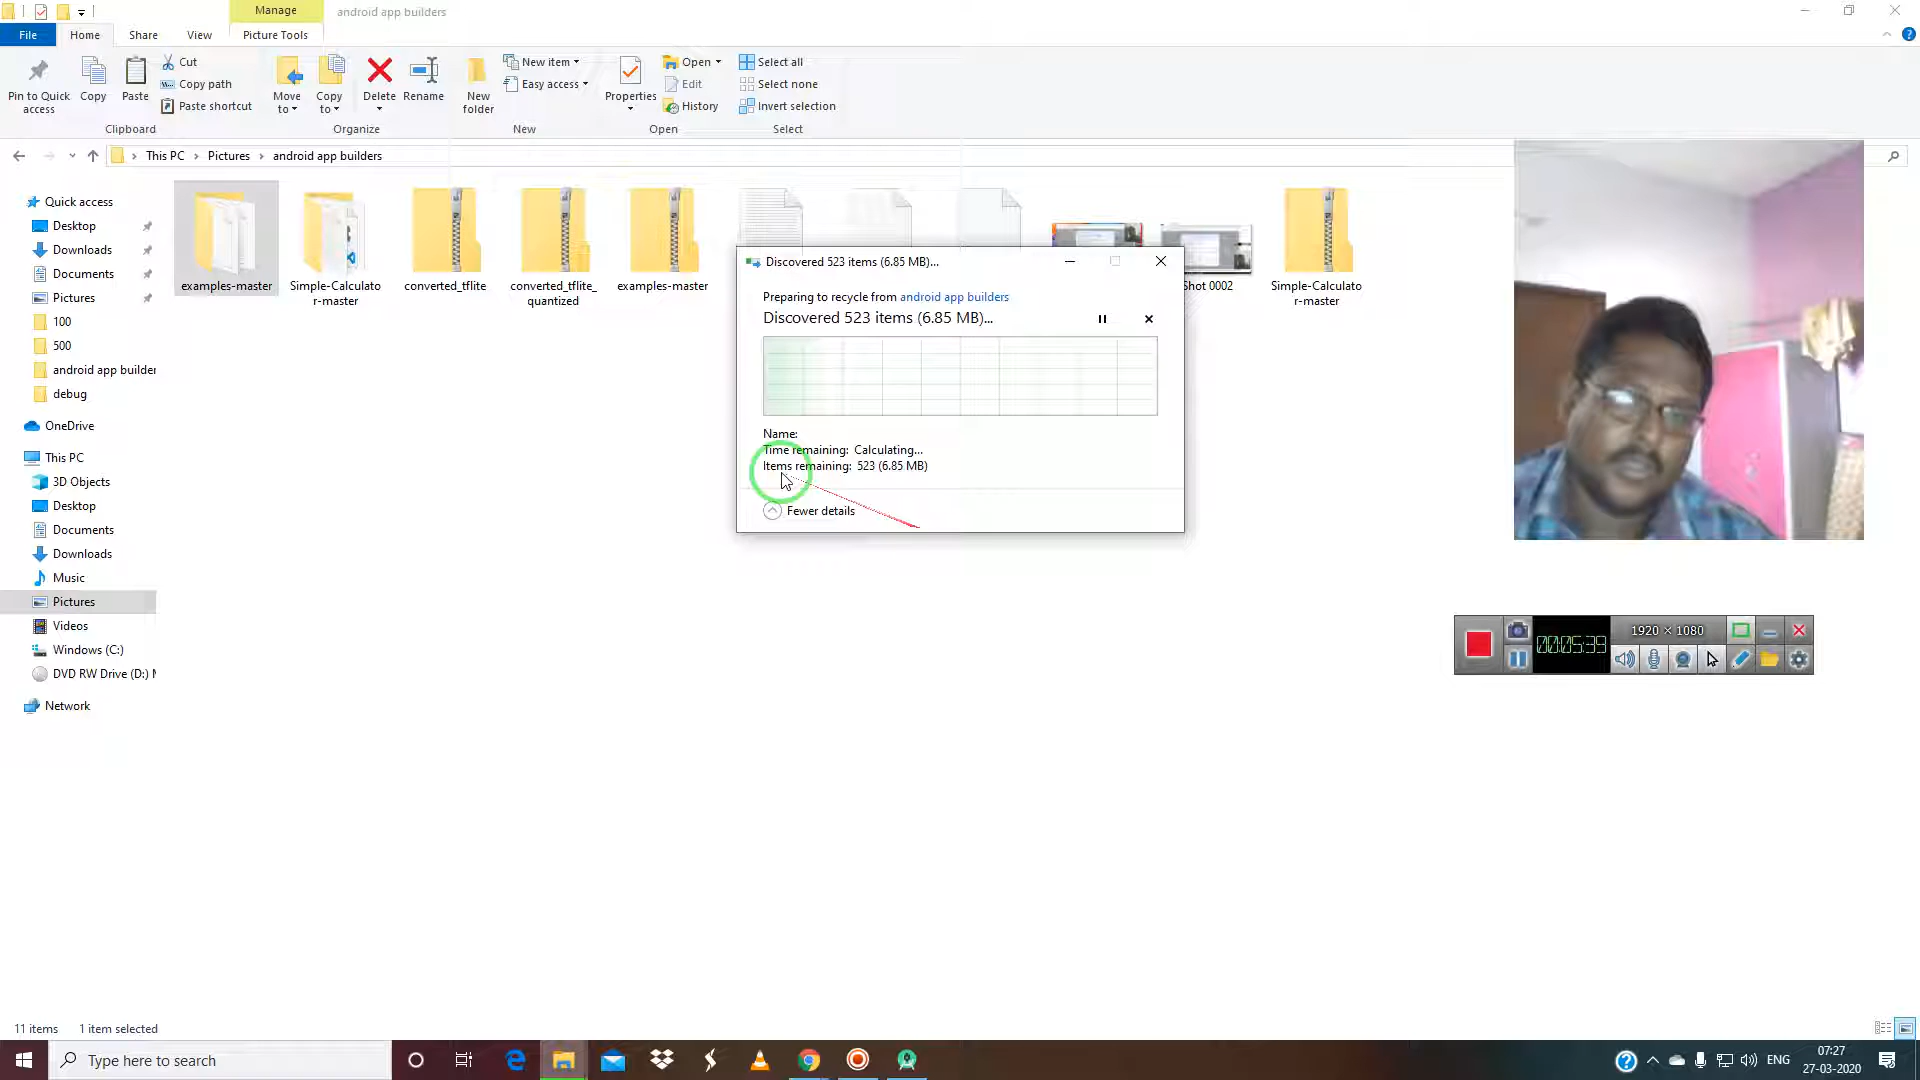 Manage
android app builders
File
Home
Share
View
Picture Tools
Pin to Quick access
Copy
Paste
Cut
Copy path
Paste shortcut
Clipboard
Move to
Copy to
Delete
Rename
Organize
New folder
New item
Easy access
New
Properties
Open
Edit
History
Open
Select all
Select none
Invert selection
Select
This PC
Pictures
android app builders
Quick access
Desktop
Downloads
Documents
Pictures
100
500
android app builder
debug
OneDrive
This PC
3D Objects
Desktop
Documents
Downloads
Music
Pictures
Videos
Windows (C:)
DVD RW Drive (D:)
Network
examples-master
Simple-Calculato
r-master
converted_tflite
converted_tflite_
quantized
examples-master
Shot 0002
Simple-Calculato
r-master
Discovered 523 items (6.85 MB)...
Preparing to recycle from android app builders
Discovered 523 items (6.85 MB)...
Name:
Time remaining: Calculating...
Items remaining: 523 (6.85 MB)
Fewer details
00:05:39
1920 × 1080
11 items
1 item selected
Type here to search
ENG
07:27
27-03-2020